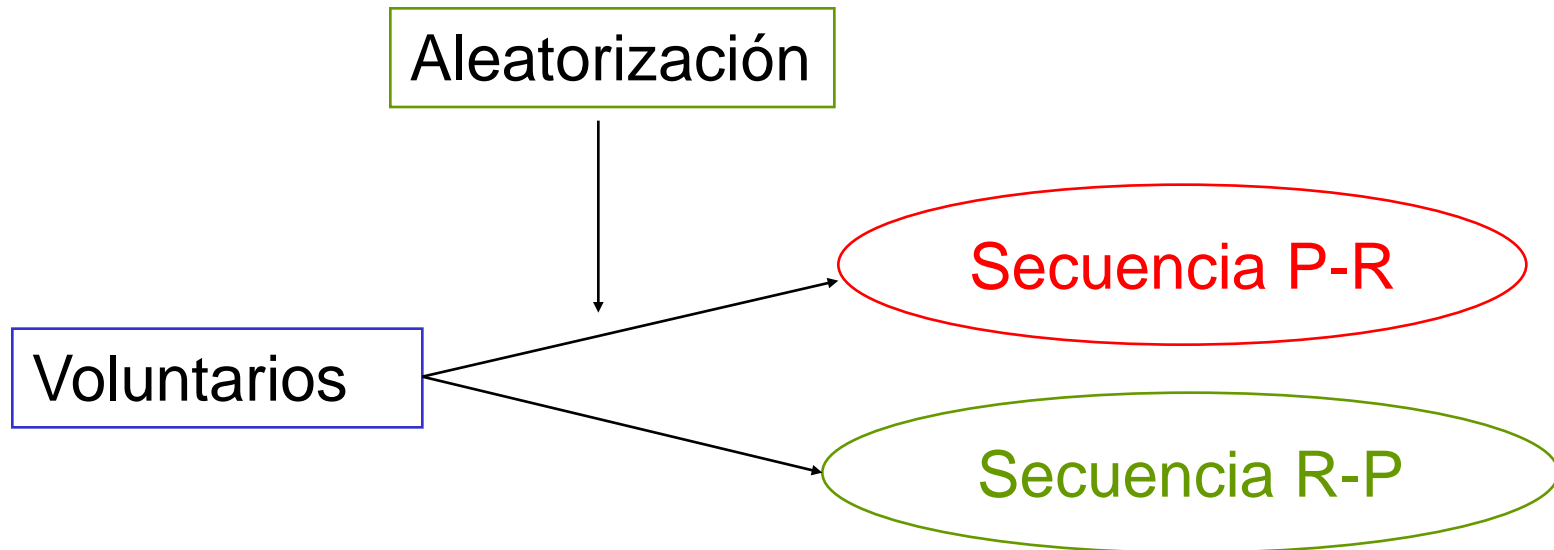 Aleatorización
Secuencia P-R
Voluntarios
Secuencia R-P